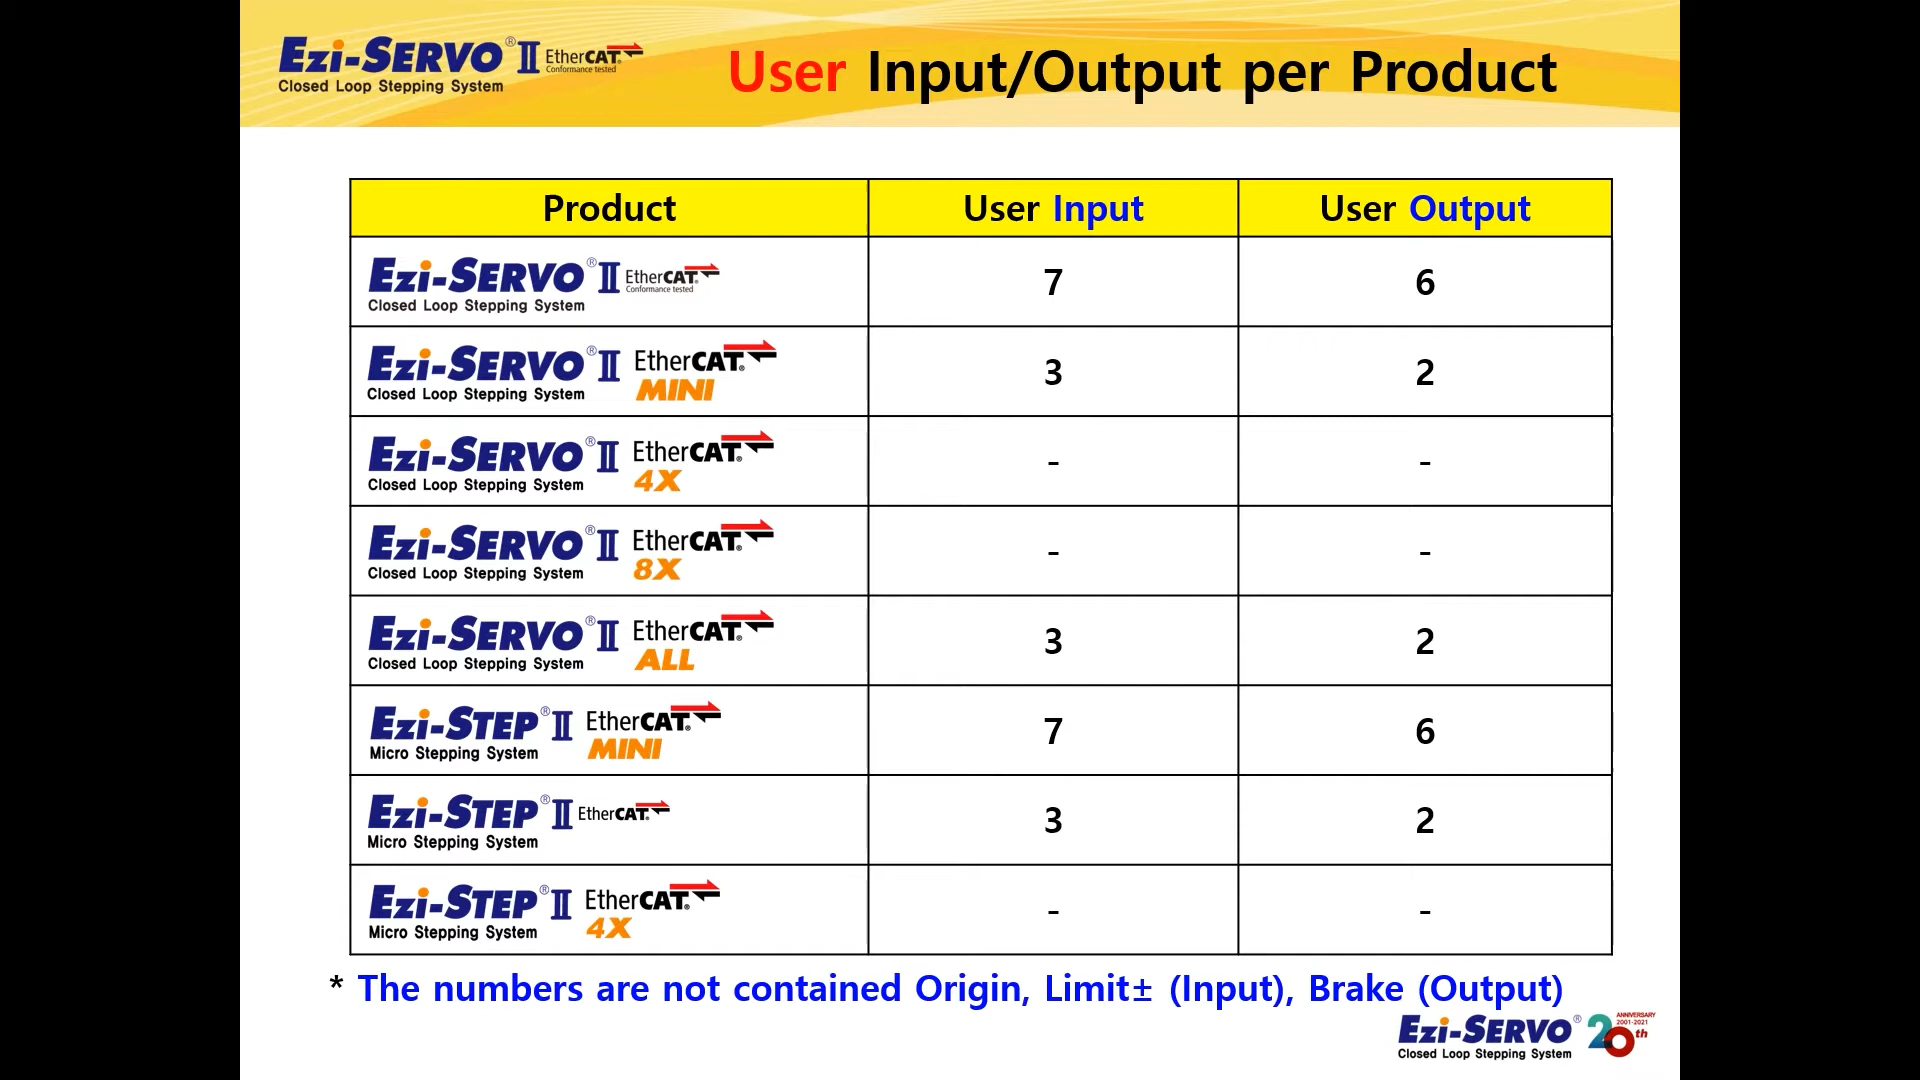 Ezi-SERVO® II EtherCAT®
Conformance tested
Closed Loop Stepping System
User Input/Output per Product
Product User Input User Output
Ezi-SERVO® II EtherCAT®
Conformance tested
Closed Loop Stepping System
7 6
Ezi-SERVO® II EtherCAT®
MINI
Closed Loop Stepping System
3 2
Ezi-SERVO® II EtherCAT®
4X
Closed Loop Stepping System
- -
Ezi-SERVO® II EtherCAT®
8X
Closed Loop Stepping System
- -
Ezi-SERVO® II EtherCAT®
ALL
Closed Loop Stepping System
3 2
Ezi-STEP® II EtherCAT®
MINI
Micro Stepping System
7 6
Ezi-STEP® II EtherCAT®
Micro Stepping System
3 2
Ezi-STEP® II EtherCAT®
4X
Micro Stepping System
- -
* The numbers are not contained Origin, Limit± (Input), Brake (Output)
Ezi-SERVO®
Closed Loop Stepping System
20th
ANNIVERSARY
2001-2021